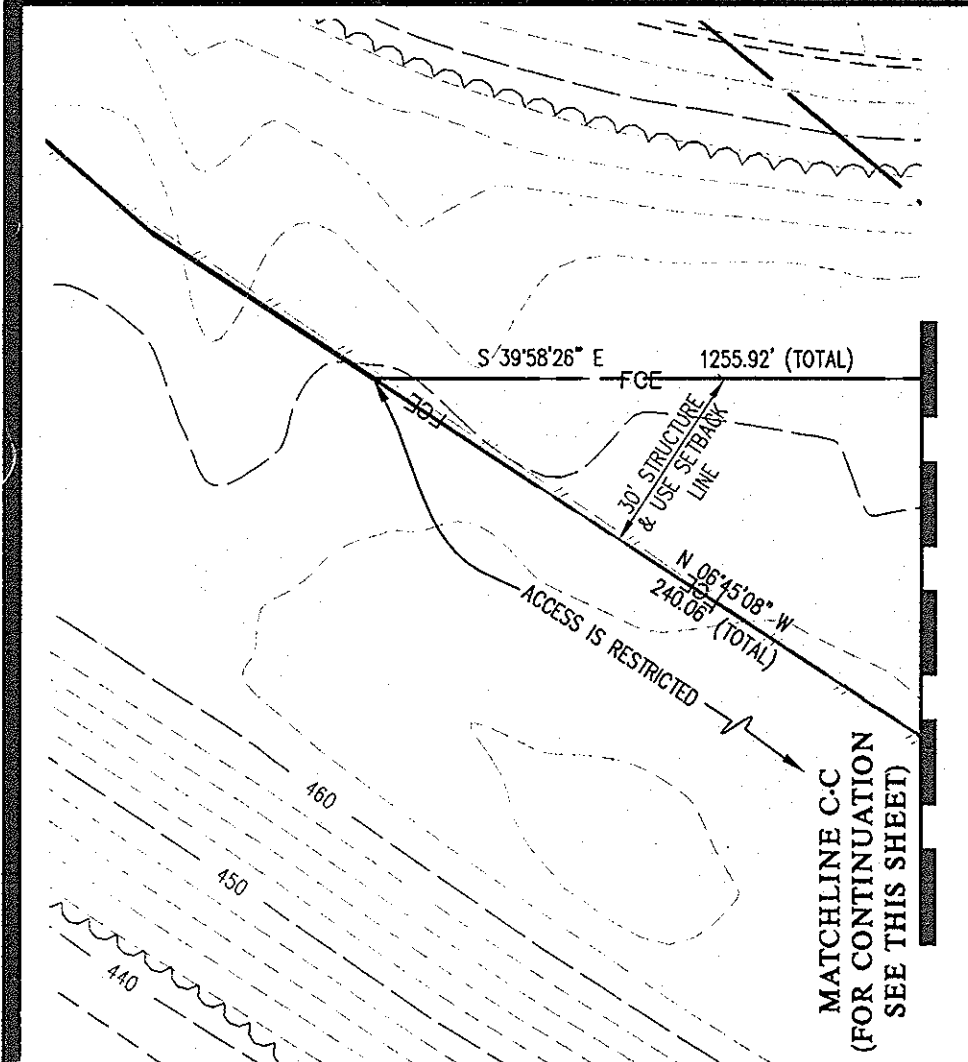 S 39°58'26" E
1255.92' (TOTAL)
FCE
FCE
30' STRUCTURE
& USE SETBACK
LINE
N 06°45'08" W
FCE
240.06' (TOTAL)
ACCESS IS RESTRICTED
460
450
440
MATCHLINE C-C
(FOR CONTINUATION
SEE THIS SHEET)